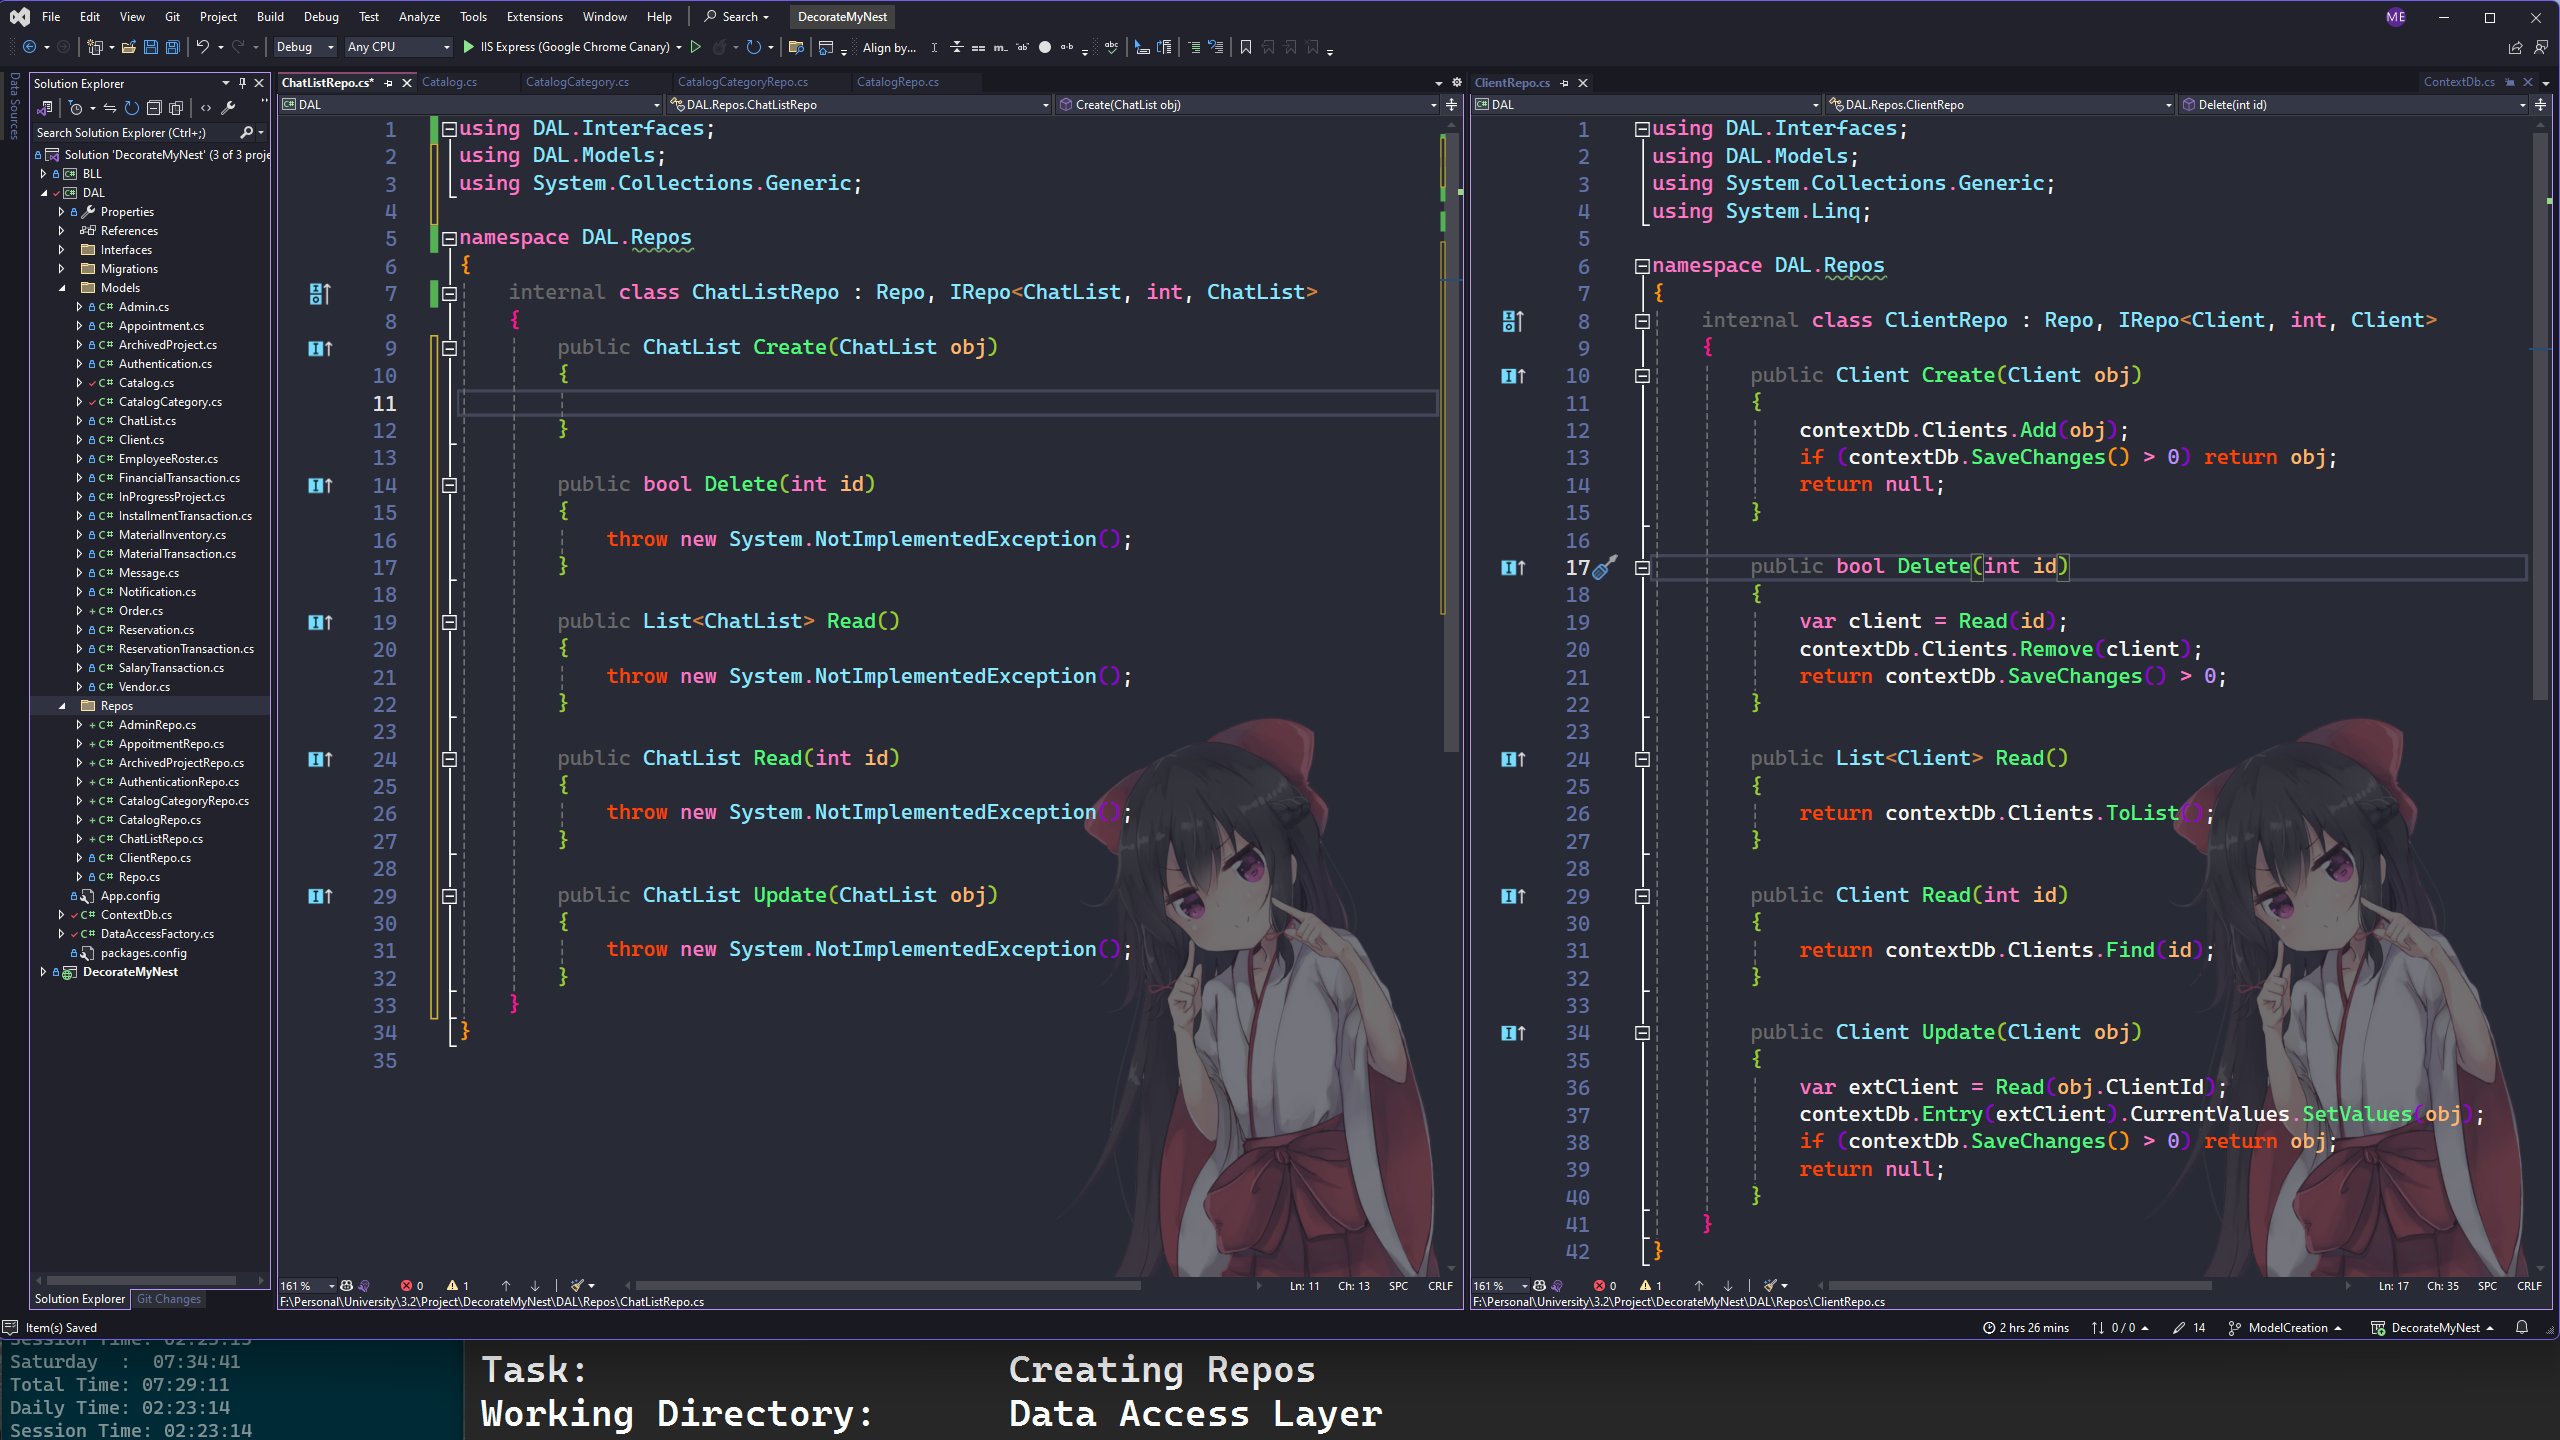 File Edit View Git Project Build Debug Test Analyze Tools Extensions Window Help Search DecorateMyNest ME
Debug Any CPU IIS Express (Google Chrome Canary) Align by...
Data Sources
Solution Explorer
Search Solution Explorer (Ctrl+;)
Solution 'DecorateMyNest' (3 of 3 proje
BLL
DAL
Properties
References
Interfaces
Migrations
Models
C# Admin.cs
C# Appointment.cs
C# ArchivedProject.cs
C# Authentication.cs
C# Catalog.cs
C# CatalogCategory.cs
C# ChatList.cs
C# Client.cs
C# EmployeeRoster.cs
C# FinancialTransaction.cs
C# InProgressProject.cs
C# InstallmentTransaction.cs
C# MaterialInventory.cs
C# MaterialTransaction.cs
C# Message.cs
C# Notification.cs
C# Order.cs
C# Reservation.cs
C# ReservationTransaction.cs
C# SalaryTransaction.cs
C# Vendor.cs
Repos
C# AdminRepo.cs
C# AppoitmentRepo.cs
C# ArchivedProjectRepo.cs
C# AuthenticationRepo.cs
C# CatalogCategoryRepo.cs
C# CatalogRepo.cs
C# ChatListRepo.cs
C# ClientRepo.cs
C# Repo.cs
App.config
C# ContextDb.cs
C# DataAccessFactory.cs
packages.config
DecorateMyNest
Solution Explorer Git Changes
ChatListRepo.cs* Catalog.cs CatalogCategory.cs CatalogCategoryRepo.cs CatalogRepo.cs
DAL DAL.Repos.ChatListRepo Create(ChatList obj)
1 using DAL.Interfaces;
2 using DAL.Models;
3 using System.Collections.Generic;
4
5 namespace DAL.Repos
6 {
7 internal class ChatListRepo : Repo, IRepo<ChatList, int, ChatList>
8 {
9 public ChatList Create(ChatList obj)
10 {
11
12 }
13
14 public bool Delete(int id)
15 {
16 throw new System.NotImplementedException();
17 }
18
19 public List<ChatList> Read()
20 {
21 throw new System.NotImplementedException();
22 }
23
24 public ChatList Read(int id)
25 {
26 throw new System.NotImplementedException();
27 }
28
29 public ChatList Update(ChatList obj)
30 {
31 throw new System.NotImplementedException();
32 }
33 }
34 }
35
161 % 0 1 Ln: 11 Ch: 13 SPC CRLF
F:\Personal\University\3.2\Project\DecorateMyNest\DAL\Repos\ChatListRepo.cs
ClientRepo.cs ContextDb.cs
DAL DAL.Repos.ClientRepo Delete(int id)
1 using DAL.Interfaces;
2 using DAL.Models;
3 using System.Collections.Generic;
4 using System.Linq;
5
6 namespace DAL.Repos
7 {
8 internal class ClientRepo : Repo, IRepo<Client, int, Client>
9 {
10 public Client Create(Client obj)
11 {
12 contextDb.Clients.Add(obj);
13 if (contextDb.SaveChanges() > 0) return obj;
14 return null;
15 }
16
17 public bool Delete(int id)
18 {
19 var client = Read(id);
20 contextDb.Clients.Remove(client);
21 return contextDb.SaveChanges() > 0;
22 }
23
24 public List<Client> Read()
25 {
26 return contextDb.Clients.ToList();
27 }
28
29 public Client Read(int id)
30 {
31 return contextDb.Clients.Find(id);
32 }
33
34 public Client Update(Client obj)
35 {
36 var extClient = Read(obj.ClientId);
37 contextDb.Entry(extClient).CurrentValues.SetValues(obj);
38 if (contextDb.SaveChanges() > 0) return obj;
39 return null;
40 }
41 }
42 }
161 % 0 1 Ln: 17 Ch: 35 SPC CRLF
F:\Personal\University\3.2\Project\DecorateMyNest\DAL\Repos\ClientRepo.cs
Item(s) Saved 2 hrs 26 mins 0 / 0 14 ModelCreation DecorateMyNest
Session Time: 02:23:13
Saturday : 07:34:41
Total Time: 07:29:11
Daily Time: 02:23:14
Session Time: 02:23:14
Task: Creating Repos
Working Directory: Data Access Layer